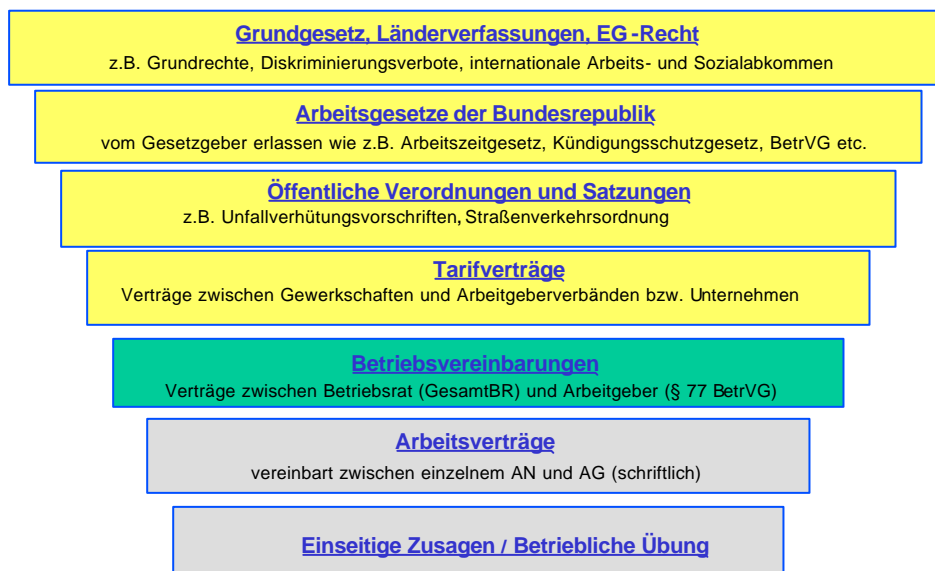 Grundgesetz, Länderverfassungen, EG-Recht
z.B. Grundrechte, Diskriminierungsverbote, internationale Arbeits- und Sozialabkommen
Arbeitsgesetze der Bundesrepublik
vom Gesetzgeber erlassen wie z.B. Arbeitszeitgesetz, Kündigungsschutzgesetz, BetrVG etc.
Öffentliche Verordnungen und Satzungen
z.B. Unfallverhütungsvorschriften, Straßenverkehrsordnung
Tarifverträge
Verträge zwischen Gewerkschaften und Arbeitgeberverbänden bzw. Unternehmen
Betriebsvereinbarungen
Verträge zwischen Betriebsrat (GesamtBR) und Arbeitgeber (§ 77 BetrVG)
Arbeitsverträge
vereinbart zwischen einzelnem AN und AG (schriftlich)
Einseitige Zusagen / Betriebliche Übung